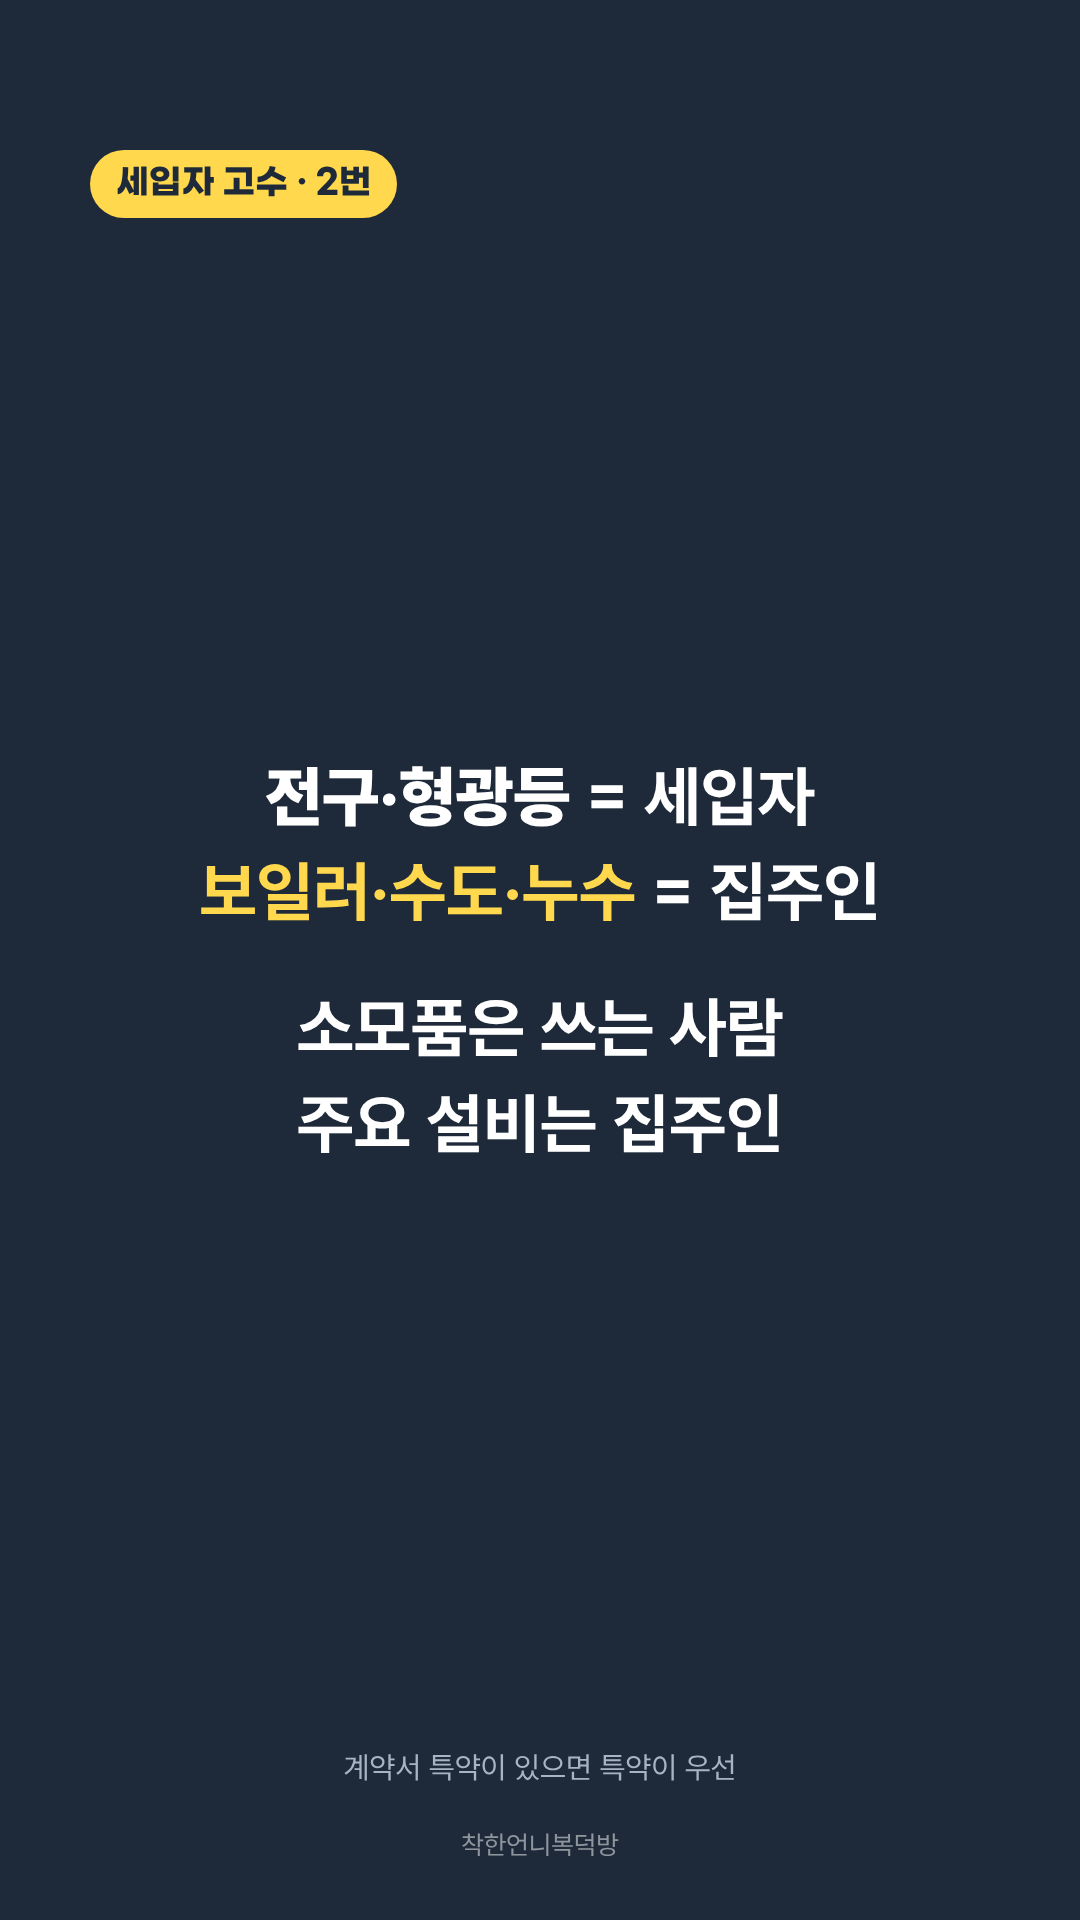 세입자 고수 · 2번
전구·형광등 = 세입자
보일러·수도·누수 = 집주인
소모품은 쓰는 사람
주요 설비는 집주인
계약서 특약이 있으면 특약이 우선
착한언니복덕방